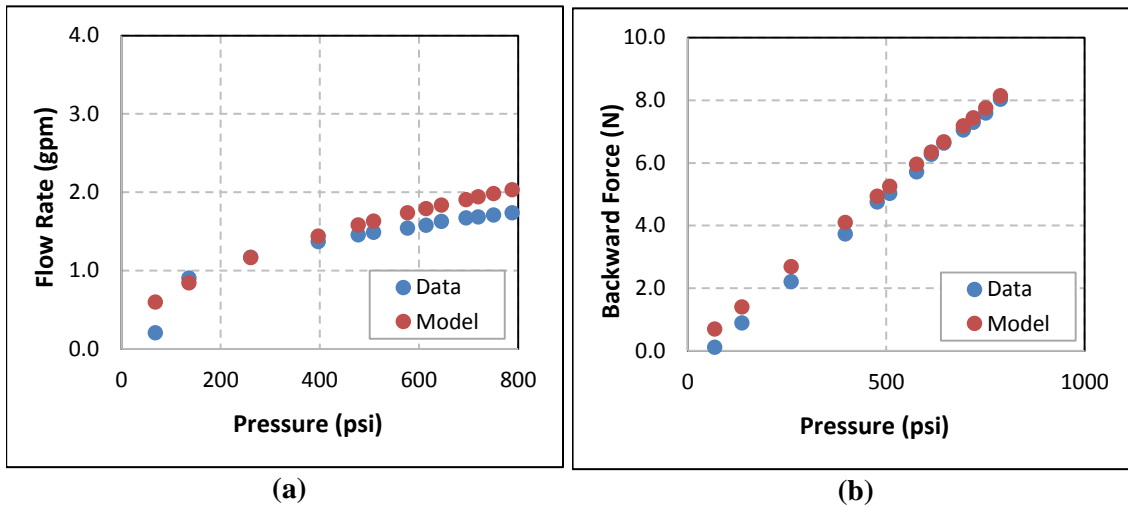 4.0
3.0
2.0
1.0
0.0
Flow Rate (gpm)
Data
Model
0 200 400 600 800
Pressure (psi)
(a)
10.0
8.0
6.0
4.0
2.0
0.0
Backward Force (N)
Data
Model
0 500 1000
Pressure (psi)
(b)